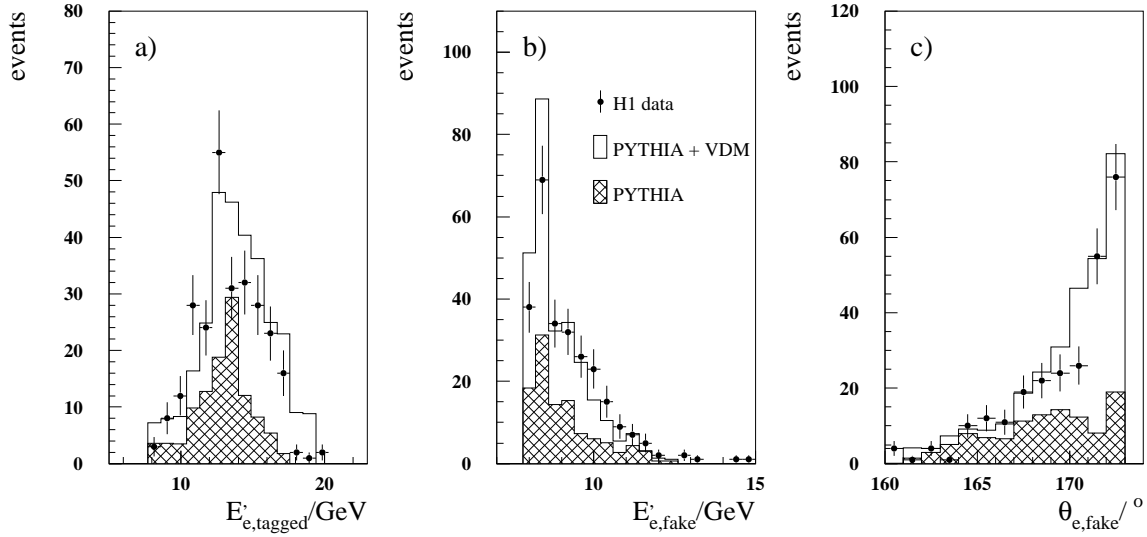 events
a)
80
70
60
50
40
30
20
10
0
10
20
E'e,tagged/GeV
events
b)
100
80
60
40
20
0
10
15
E'e,fake/GeV
H1 data
PYTHIA + VDM
PYTHIA
events
c)
120
100
80
60
40
20
0
160
165
170
θe,fake/ o